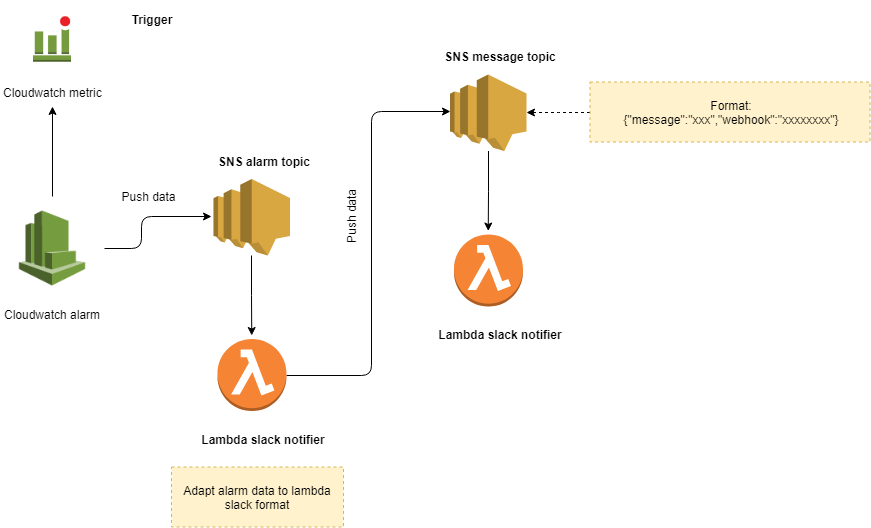 Trigger
Cloudwatch metric
SNS message topic
Format:
{"message":"xxx","webhook":"xxxxxxxx"}
SNS alarm topic
Push data
Push data
Cloudwatch alarm
Lambda slack notifier
Lambda slack notifier
Adapt alarm data to lambda
slack format